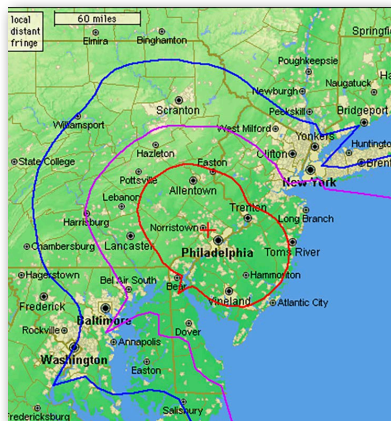 local
distant
fringe
60 miles
Elmira
Binghamton
Springfi
Poughkeepsie
Naugatuck
Newburgh
Peekskill
Bridgeport
Scranton
Williamsport
West Milford
Yonkers
Huntington
Clifton
Brent
State College
Hazleton
Easton
New York
Pottsville
Allentown
Lebanon
Trenton
Long Branch
Harrisburg
Norristown
Lancaster
Philadelphia
Toms River
Chambersburg
Hagerstown
Bel Air South
Bear
Hammonton
Vineland
Atlantic City
Frederick
Baltimore
Dover
Rockville
Annapolis
Washington
Easton
Salisbury
Fredericksburg